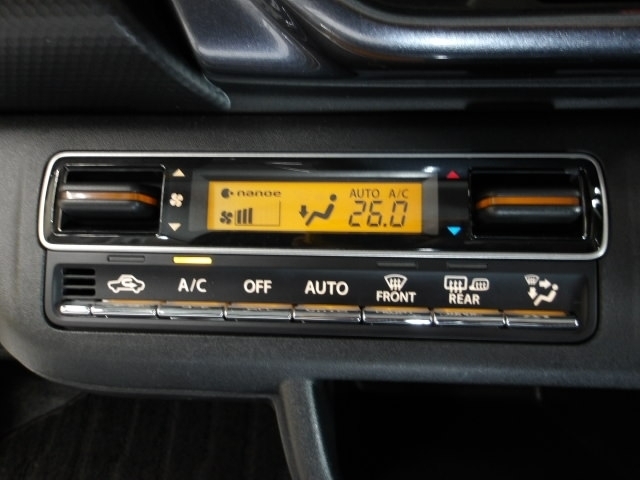 nanoe AUTO A/C
26.0
A/C OFF AUTO FRONT REAR